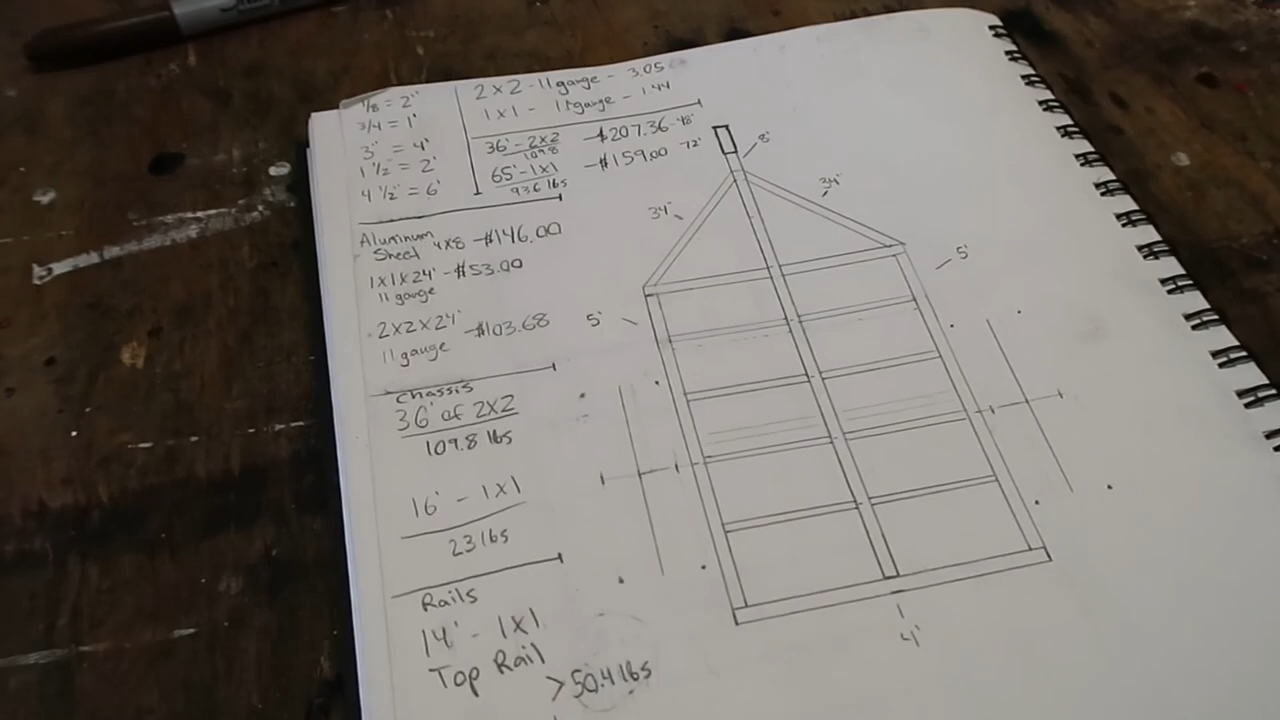 1/8 = 2"
3/4 = 1'
3" = 4'
1 1/2 = 2'
4 1/2" = 6'
2x2 - 11 gauge - 3.05
1x1 - 11 gauge - 1.44
36' - 2x2 - $207.36 - 48'
109.8
65' - 1x1 - $159.00 - 72'
93.6 lbs
Aluminum
Sheet 4x8 - $146.00
1x1x24' - $53.00
11 gauge
2x2x24' - $103.68
11 gauge
Chassis
36' of 2x2
109.8 lbs
16' - 1x1
23 lbs
Rails
14' - 1x1
Top Rail
> 50.4 lbs
8'
34"
34"
5'
5'
4'